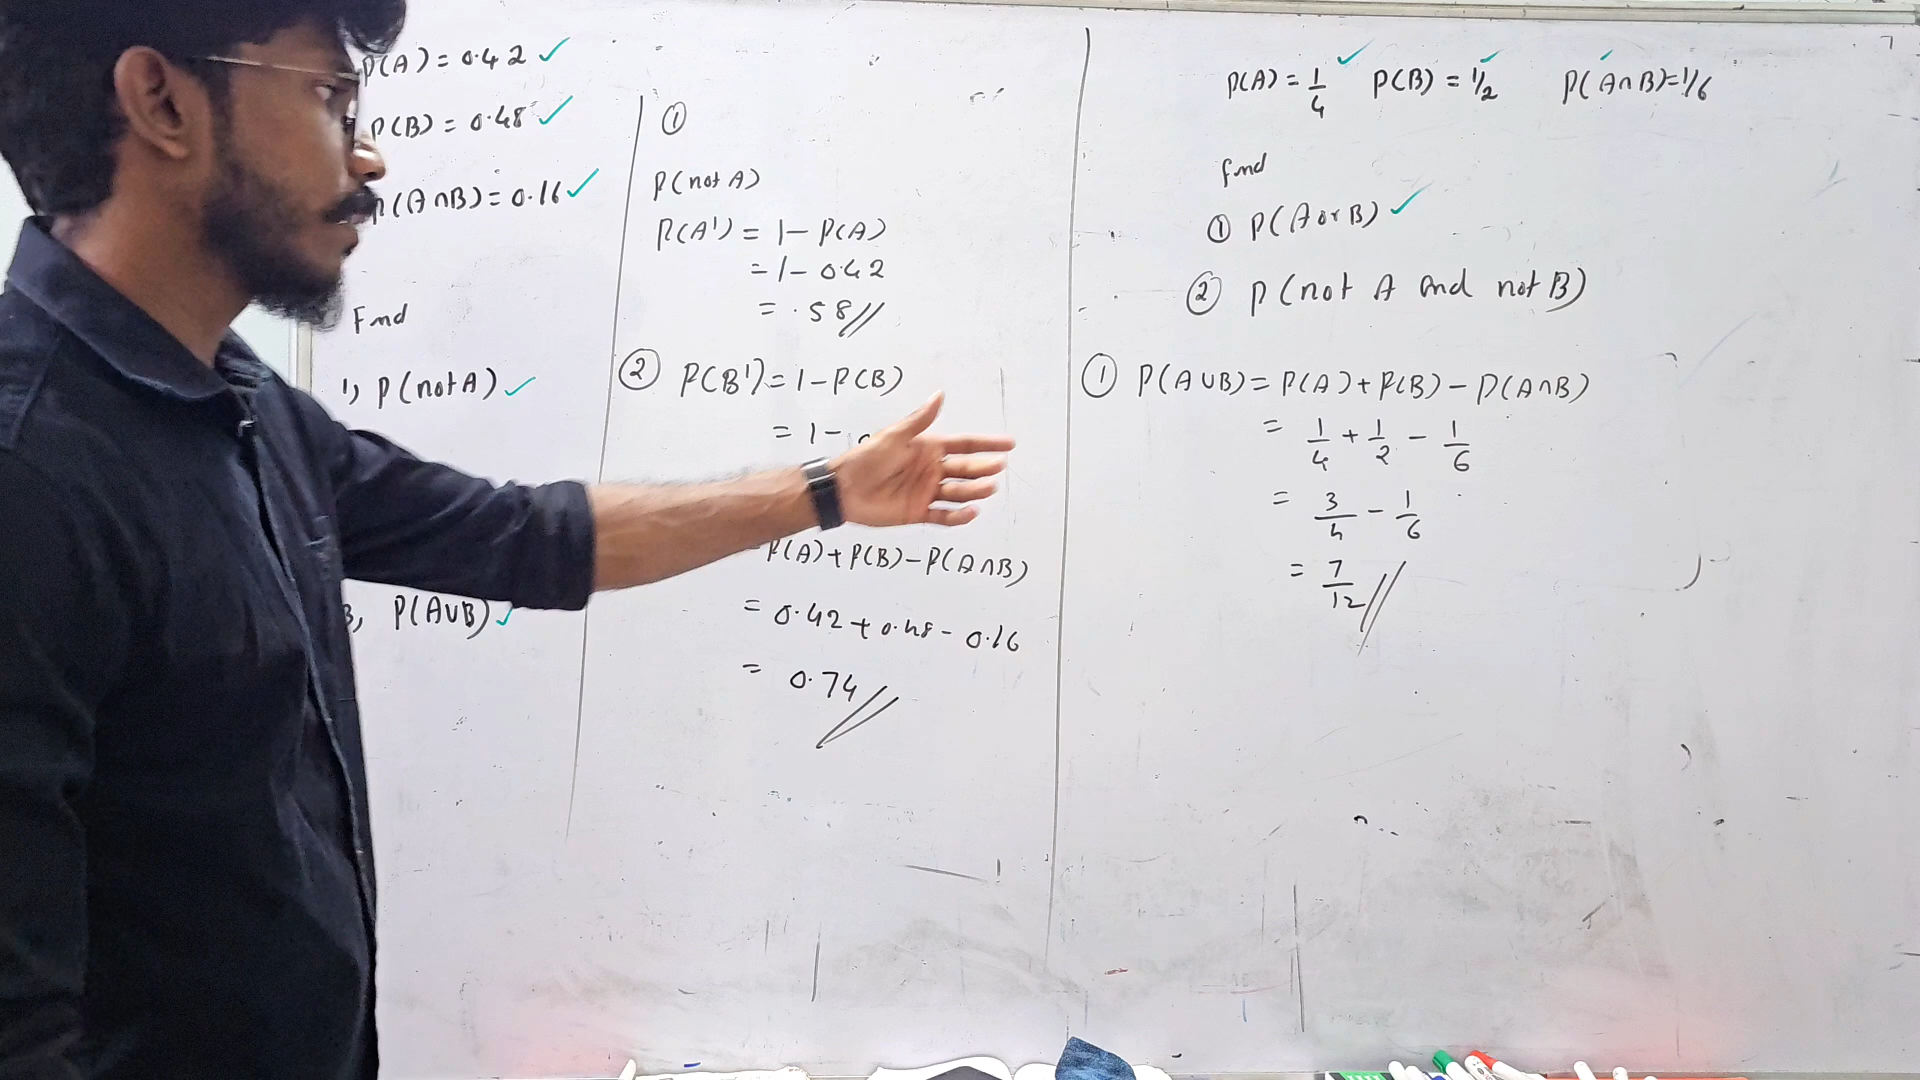 P(A) = 0.42 ✓
P(B) = 0.48 ✓
(A∩B) = 0.16 ✓
Find
1, P(not A) ✓
3, P(A∪B) ✓
①
P(not A)
P(A') = 1 - P(A)
= 1 - 0.42
= .58//
② P(B') = 1 - P(B)
= 1 -
P(A) + P(B) - P(A∩B)
= 0.42 + 0.48 - 0.16
= 0.74//
P(A) = 1/4 ✓ P(B) = 1/2 ✓ P(A∩B) = 1/6 ✓
find
① P(A or B) ✓
② P(not A and not B)
① P(A∪B) = P(A) + P(B) - P(A∩B)
= 1/4 + 1/2 - 1/6
= 3/4 - 1/6
= 7/12//